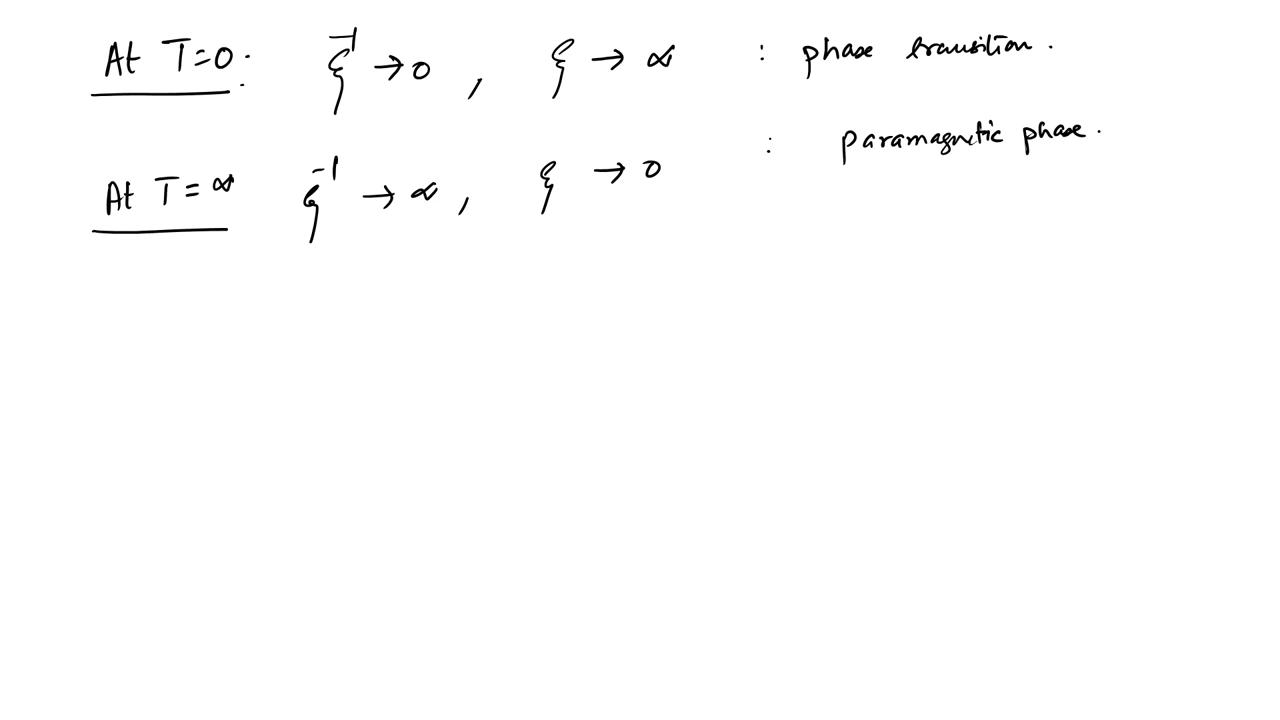 At T=0. ξ⁻¹ → 0 , ξ → ∞ : phase transition.
At T=∞ ξ⁻¹ → ∞ , ξ → 0 : paramagnetic phase.